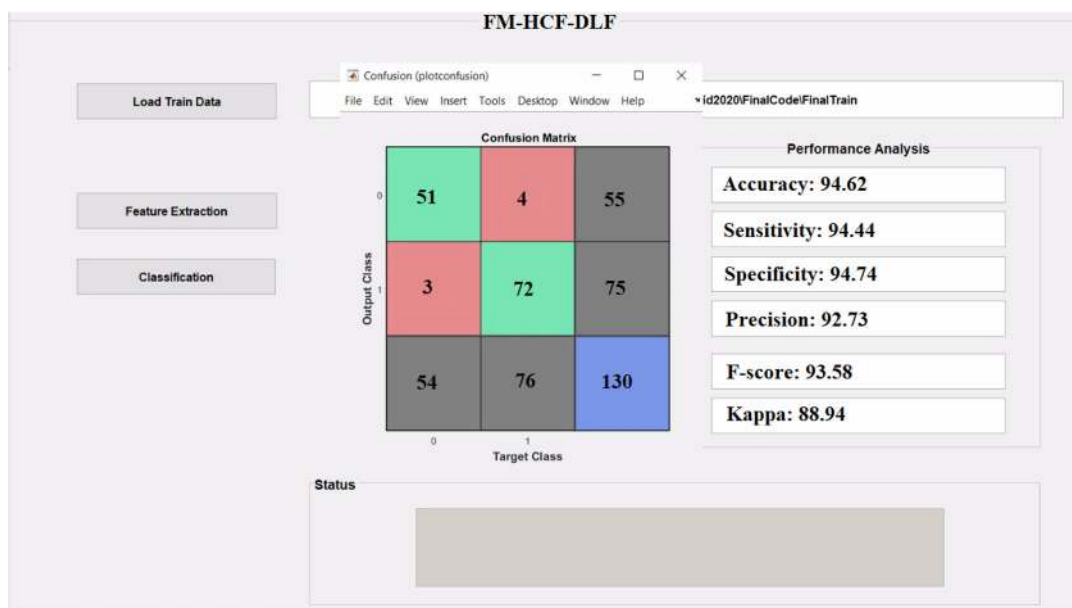 FM-HCF-DLF
Load Train Data
Feature Extraction
Classification
Confusion (plotconfusion)
File Edit View Insert Tools Desktop Window Help
id2020\FinalCode\FinalTrain
Confusion Matrix
Output Class
0
51 4 55
1
3 72 75
54 76 130
0 1
Target Class
Performance Analysis
Accuracy: 94.62
Sensitivity: 94.44
Specificity: 94.74
Precision: 92.73
F-score: 93.58
Kappa: 88.94
Status